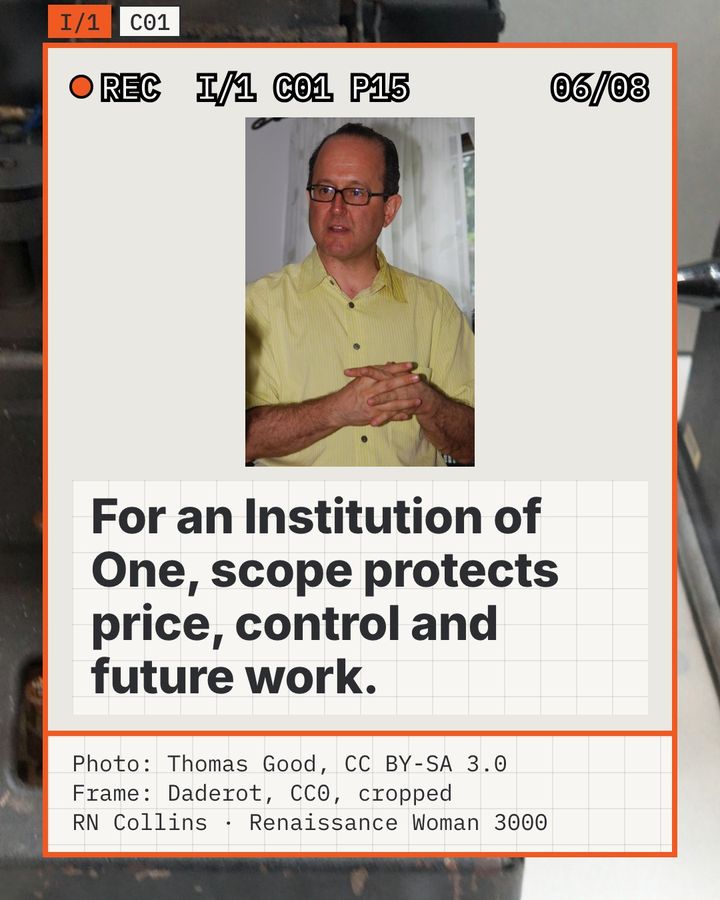 I/1 C01
REC I/1 C01 P15 06/08
For an Institution of
One, scope protects
price, control and
future work.
Photo: Thomas Good, CC BY-SA 3.0
Frame: Daderot, CC0, cropped
RN Collins · Renaissance Woman 3000